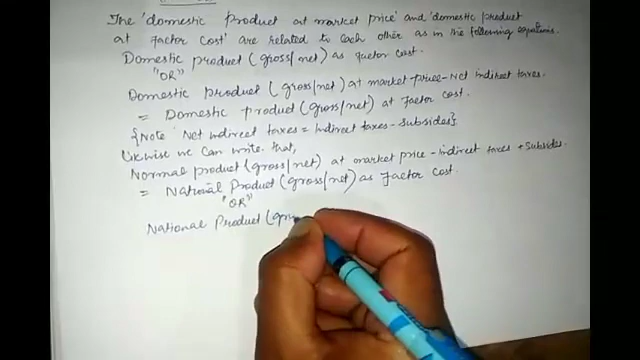 The 'domestic product at market price' and 'domestic product
at factor cost' are related to each other as in the following equations.
Domestic product (gross/net) as factor cost.
"OR"
Domestic product (gross/net) at market-price-Net indirect taxes.
= Domestic product (gross/net) at factor cost.
{Note Net indirect taxes = indirect taxes-subsides}.
Likwise we can write that,
Normal product (gross/net) at market price-indirect taxes + subsides.
= National Product (gross/net) as factor cost.
"OR"
National Product (gro